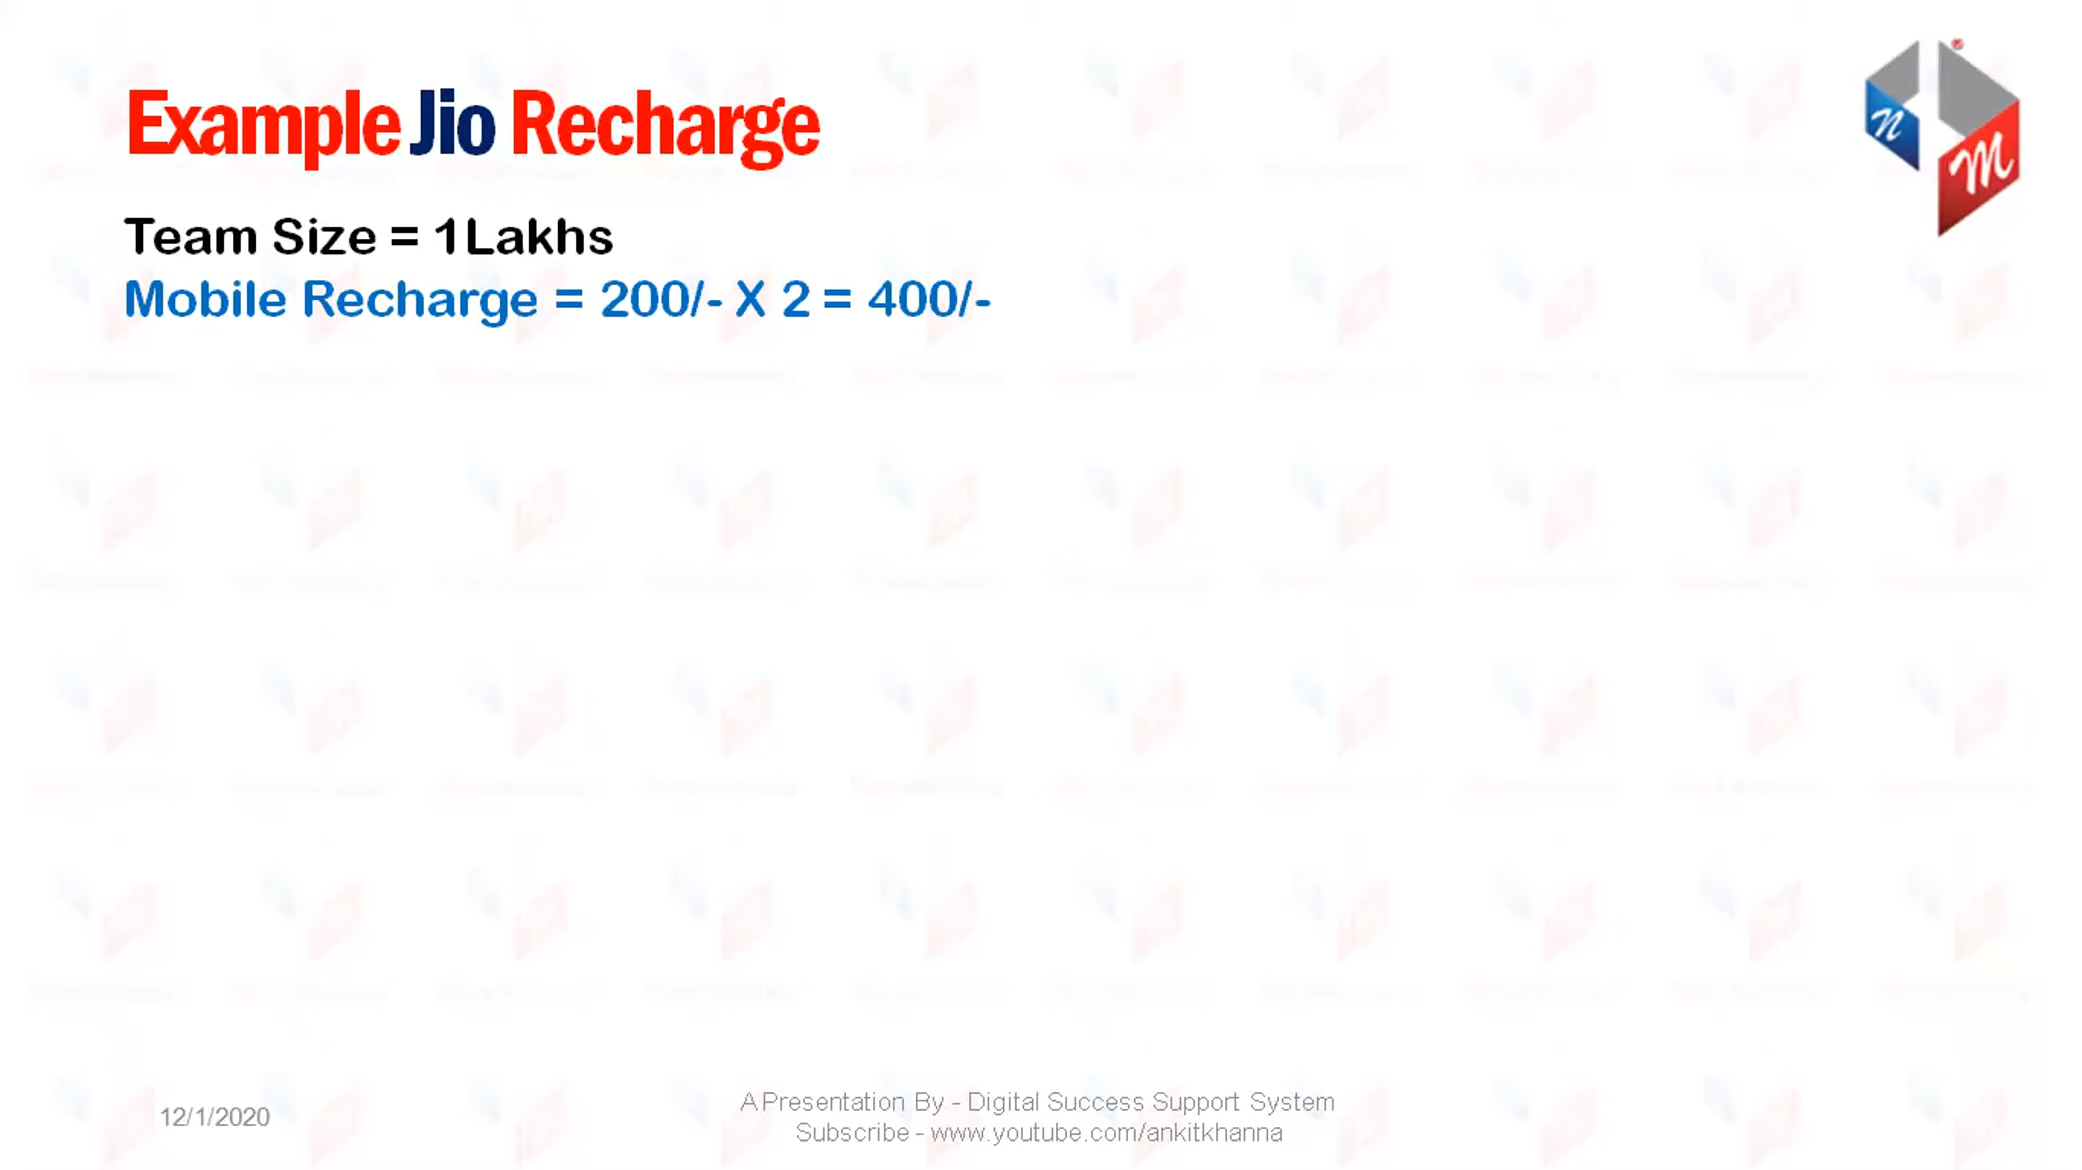 Example Jio Recharge
Team Size = 1Lakhs
Mobile Recharge = 200/- X 2 = 400/-
n
M
12/1/2020
A Presentation By - Digital Success Support System
Subscribe - www.youtube.com/ankitkhanna